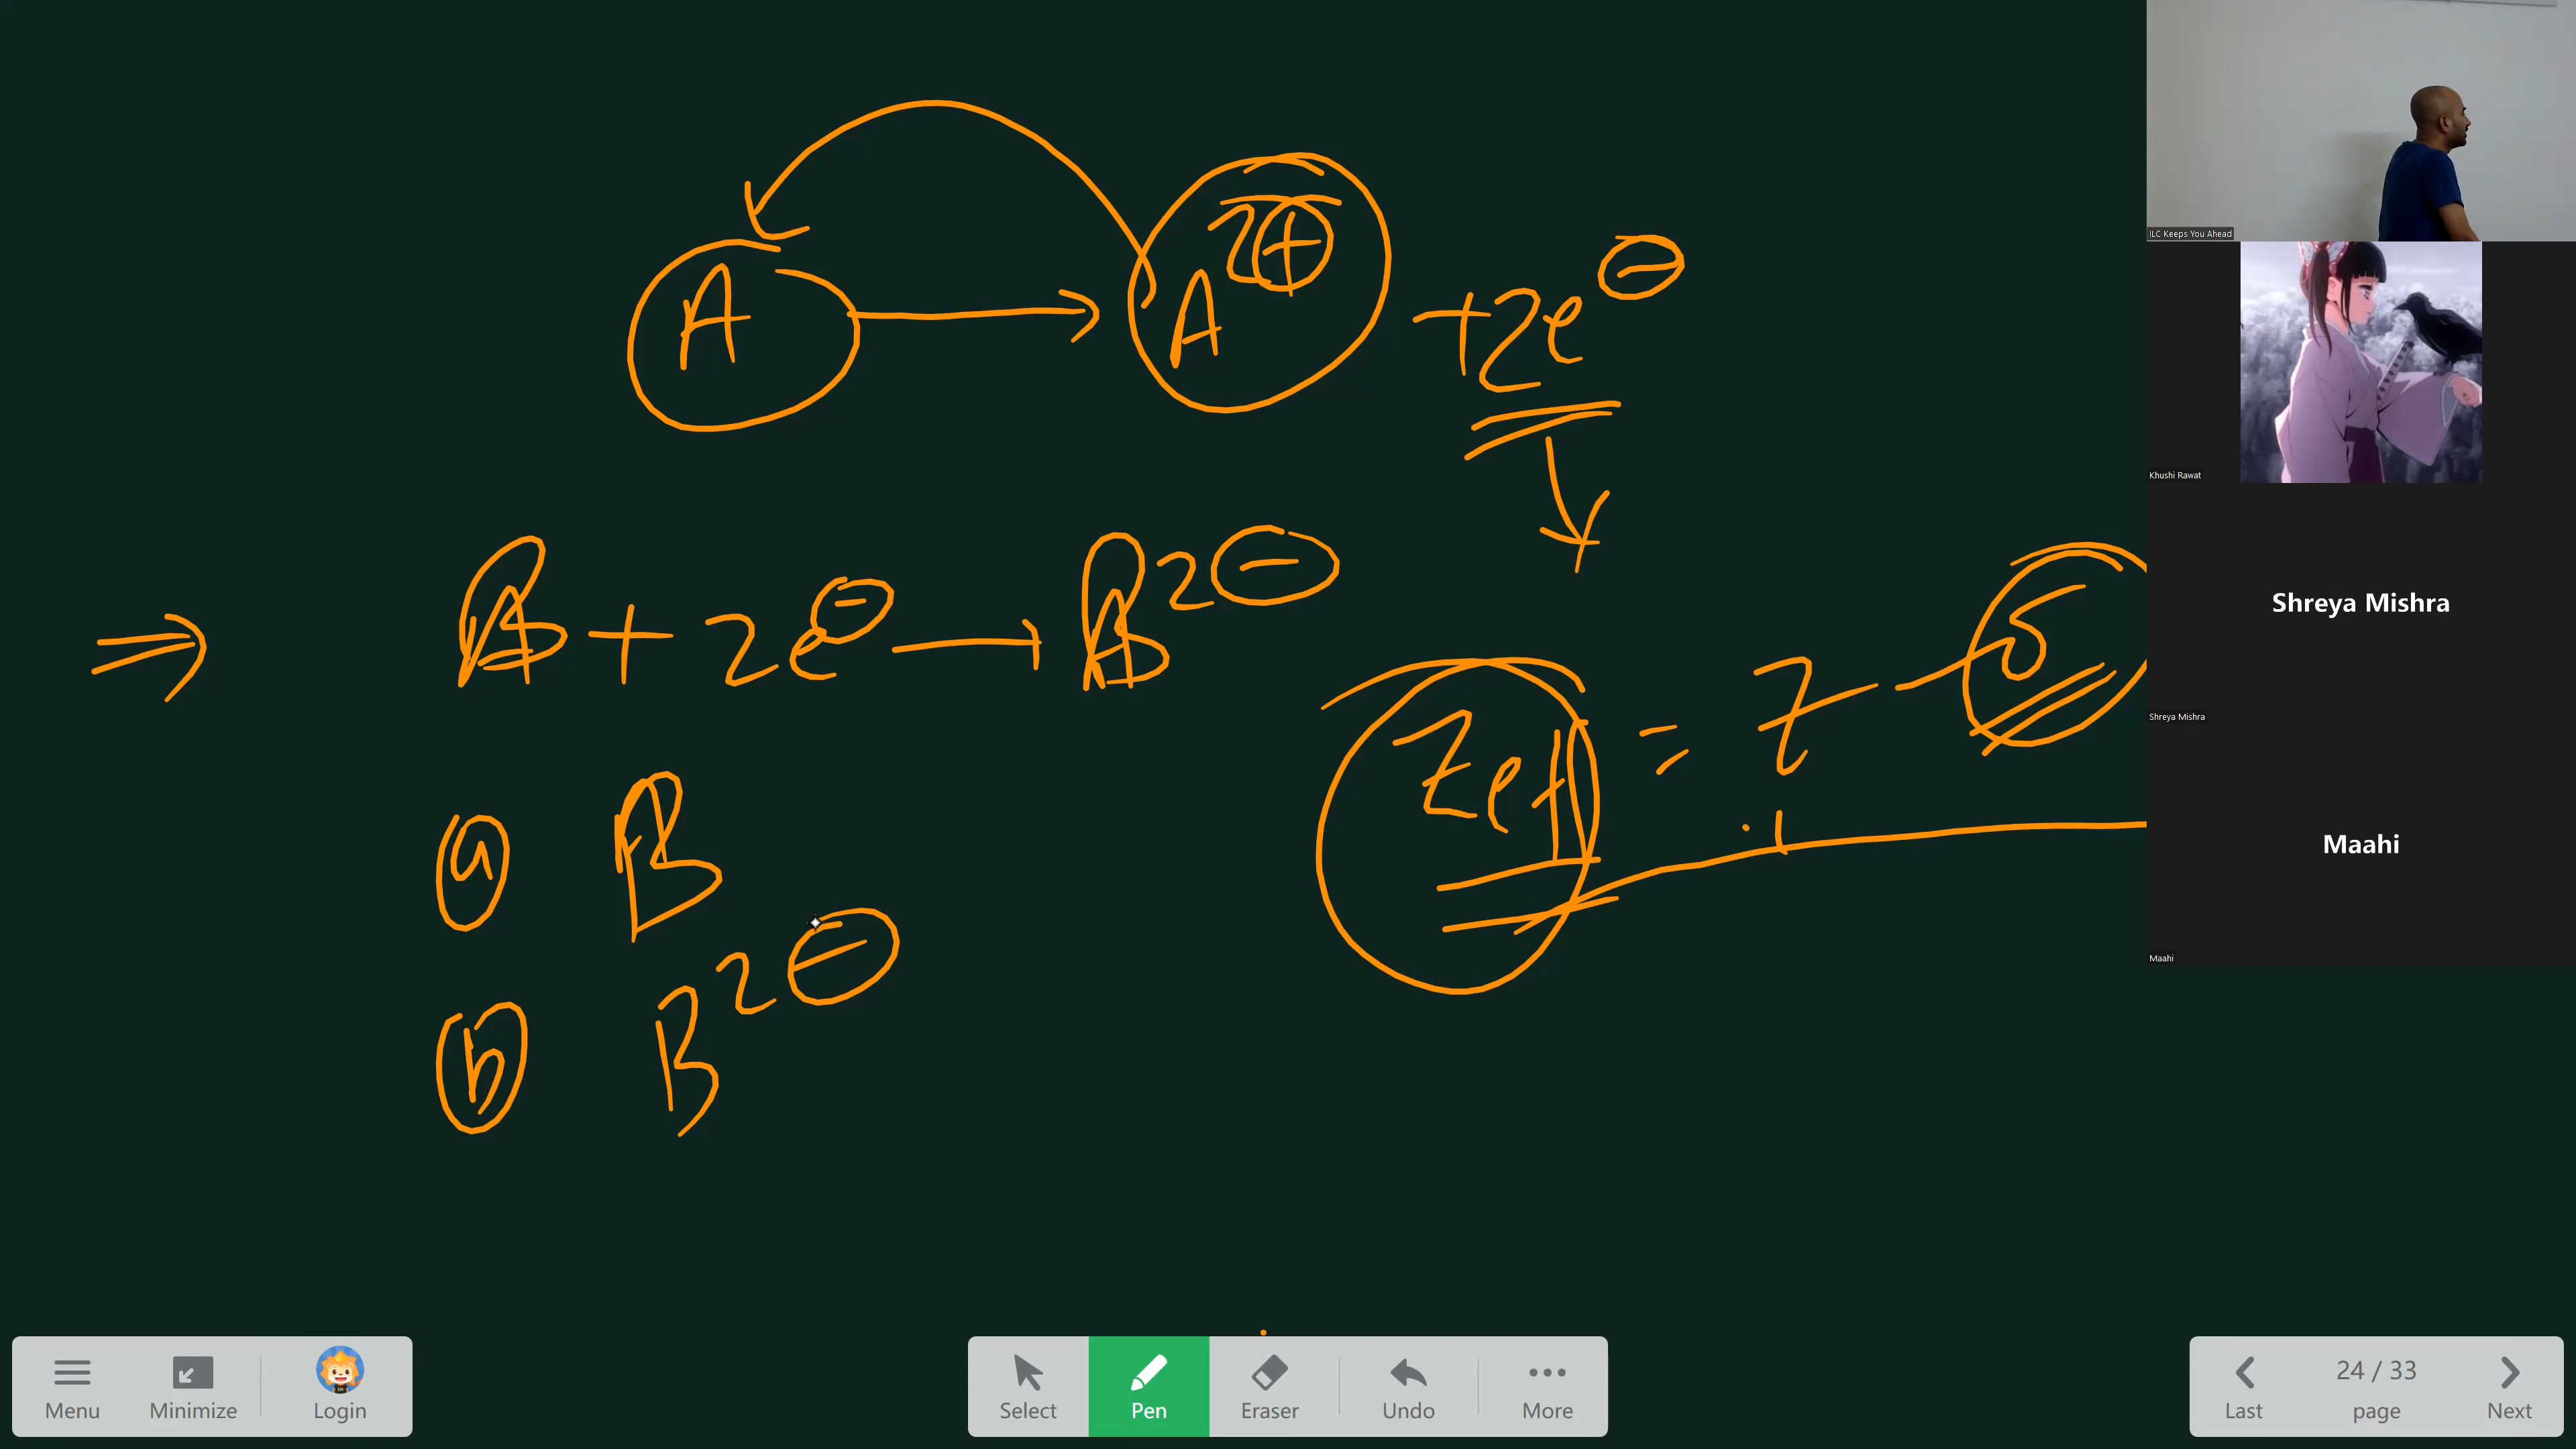 A → A²⊕ + 2e⊖
⇒ B + 2e⊖ → B²⊖
Zeff = Z - σ
a B
b B²⊖
ILC Keeps You Ahead
Khushi Rawat
Shreya Mishra
Shreya Mishra
Maahi
Maahi
Menu Minimize Login
Select Pen Eraser Undo More
Last 24 / 33 page Next